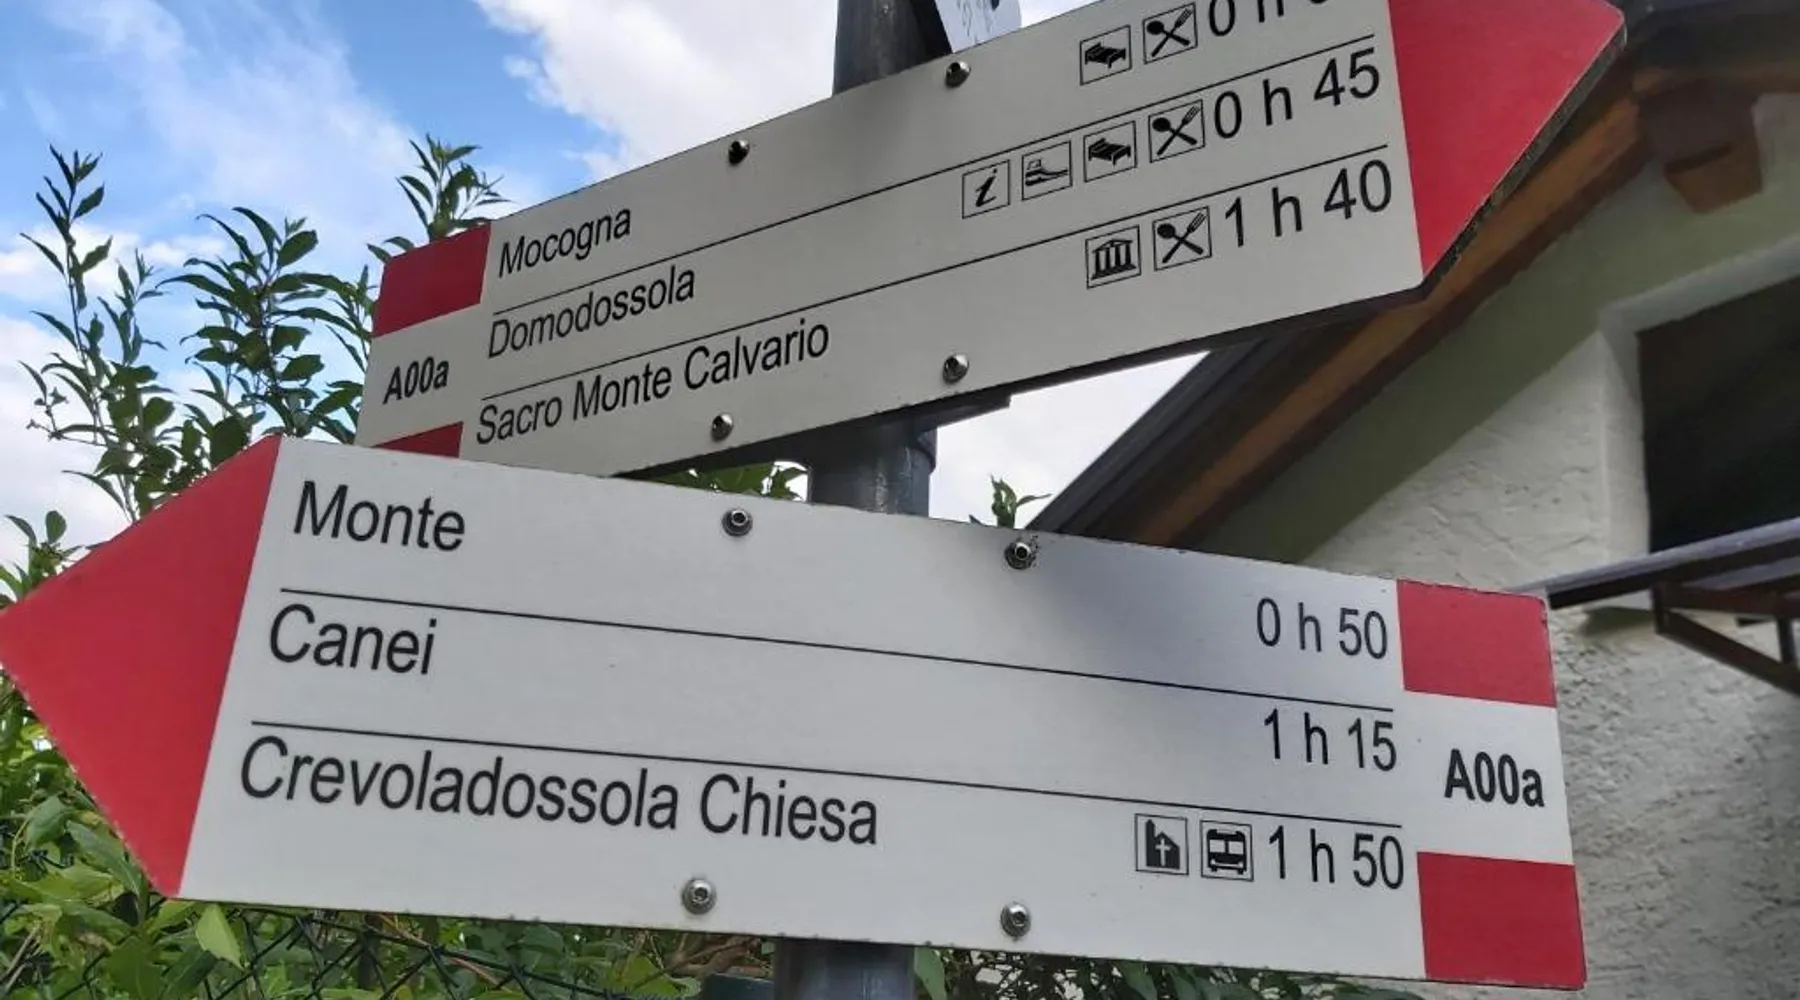 Mocogna 0 h
Domodossola i 0 h 45
A00a
Sacro Monte Calvario 1 h 40
Monte 0 h 50
Canei 1 h 15
A00a
Crevoladossola Chiesa 1 h 50